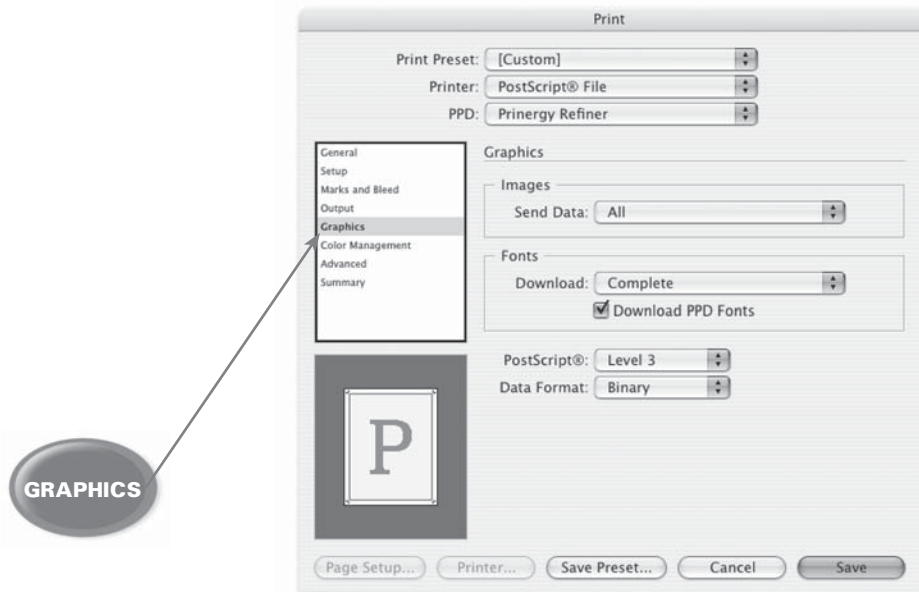 Print
Print Preset: [Custom]
Printer: PostScript® File
PPD: Prinergy Refiner
General
Setup
Marks and Bleed
Output
Graphics
Color Management
Advanced
Summary
Graphics
Images
Send Data: All
Fonts
Download: Complete
Download PPD Fonts
PostScript®: Level 3
Data Format: Binary
P
GRAPHICS
Page Setup... Printer... Save Preset... Cancel Save